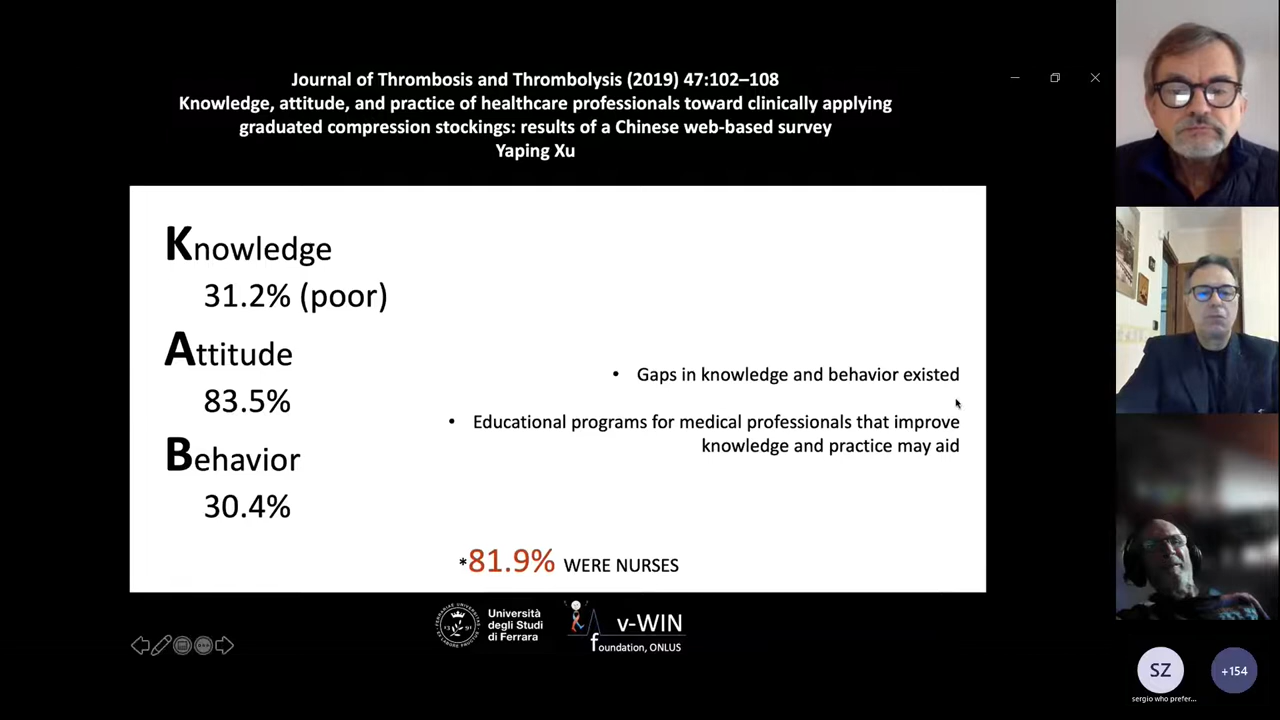 Journal of Thrombosis and Thrombolysis (2019) 47:102–108
Knowledge, attitude, and practice of healthcare professionals toward clinically applying
graduated compression stockings: results of a Chinese web-based survey
Yaping Xu
Knowledge
31.2% (poor)
Attitude
83.5%
Behavior
30.4%
• Gaps in knowledge and behavior existed
• Educational programs for medical professionals that improve
knowledge and practice may aid
*81.9% WERE NURSES
Università
degli Studi
di Ferrara
v-WIN
foundation, ONLUS
SZ
+154
sergio who prefer...